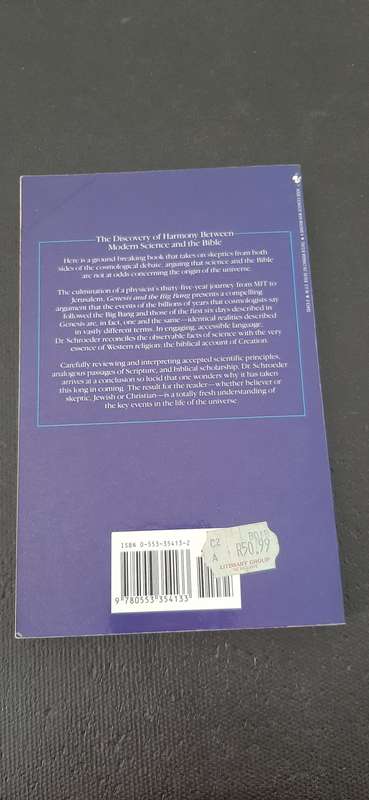 The Discovery of Harmony Between
Modern Science and the Bible
Here is a ground-breaking book that takes on skeptics from both
sides of the cosmological debate, arguing that science and the Bible
are not at odds concerning the origin of the universe.
The culmination of a physicist's thirty-five-year journey from MIT to
Jerusalem, Genesis and the Big Bang presents a compelling
argument that the events of the billions of years that cosmologists say
followed the Big Bang and those of the first six days described in
Genesis are, in fact, one and the same—identical realities described
in vastly different terms. In engaging, accessible language,
Dr. Schroeder reconciles the observable facts of science with the very
essence of Western religion: the biblical account of Creation.
Carefully reviewing and interpreting accepted scientific principles,
analogous passages of Scripture, and biblical scholarship, Dr. Schroeder
arrives at a conclusion so lucid that one wonders why it has taken
this long in coming. The result for the reader—whether believer or
skeptic, Jewish or Christian—is a totally fresh understanding of
the key events in the life of the universe
ISBN 0-553-35413-2
C2
A
R50.99
LITERARY GROUP
9 780553 354133